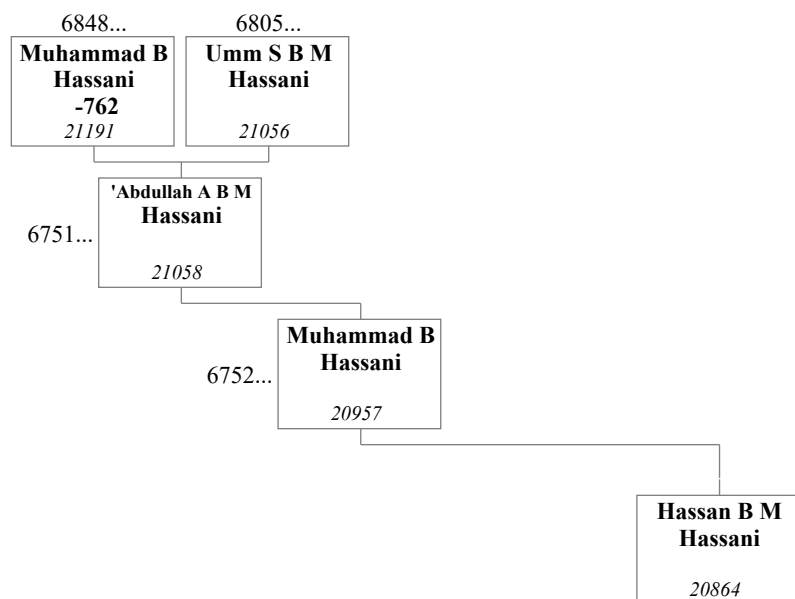 6848...
6805...
Muhammad B
Hassani
-762
21191
Umm S B M
Hassani
21056
'Abdullah A B M
Hassani
6751...
21058
Muhammad B
Hassani
6752...
20957
Hassan B M
Hassani
20864